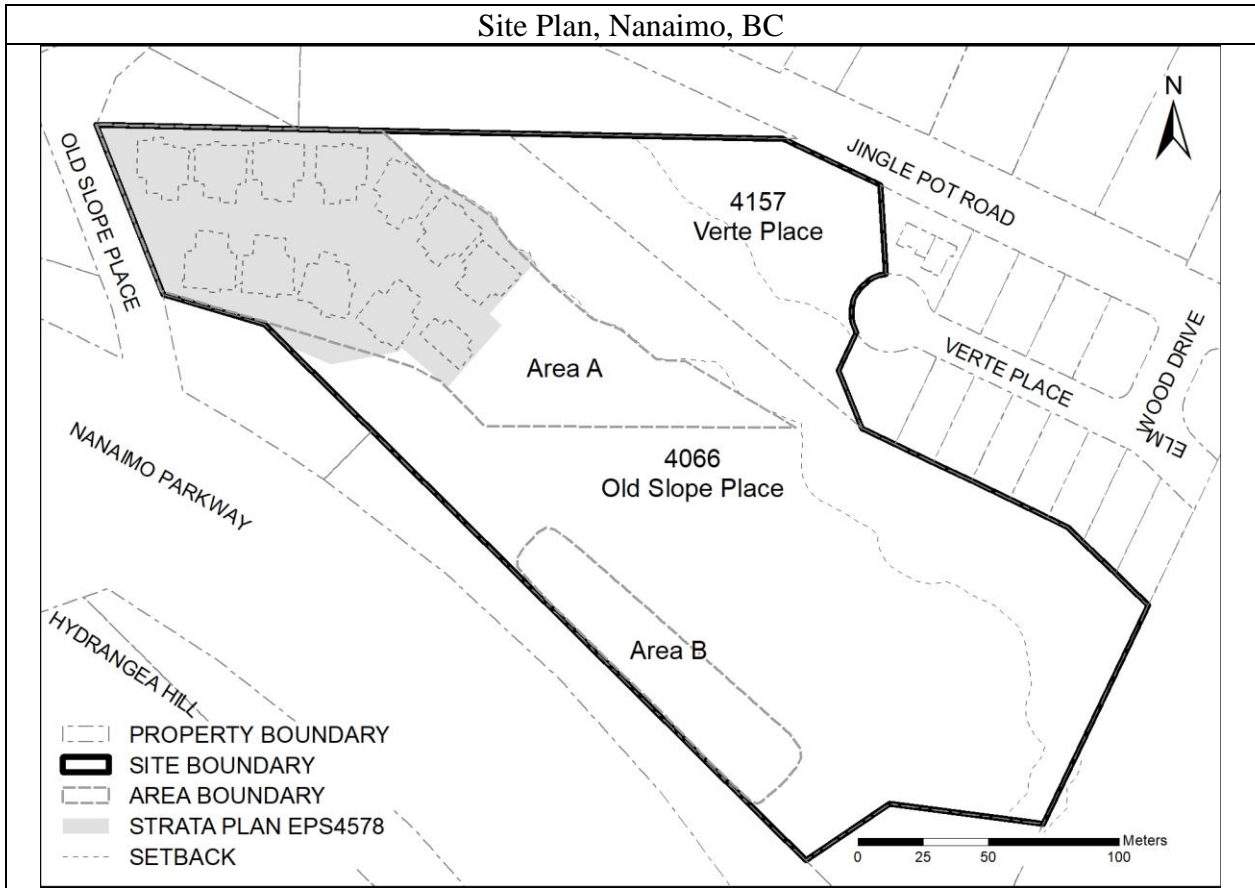 Site Plan, Nanaimo, BC
N
OLD SLOPE PLACE
JINGLE POT ROAD
4157
Verte Place
VERTE PLACE
ELM
WOOD DRIVE
Area A
4066
Old Slope Place
NANAIMO PARKWAY
Area B
HYDRANGEA HILL
PROPERTY BOUNDARY
SITE BOUNDARY
AREA BOUNDARY
STRATA PLAN EPS4578
SETBACK
Meters
0 25 50 100